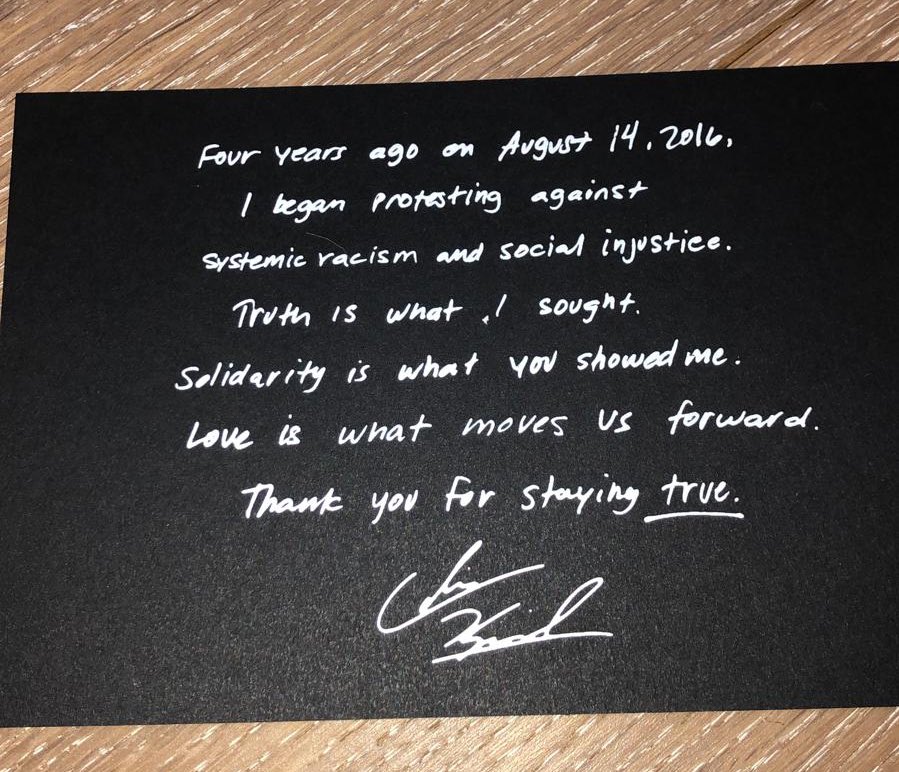 Four years ago on August 14, 2016,
I began protesting against
systemic racism and social injustice.
Truth is what I sought.
Solidarity is what you showed me.
Love is what moves us forward.
Thank you for staying true.